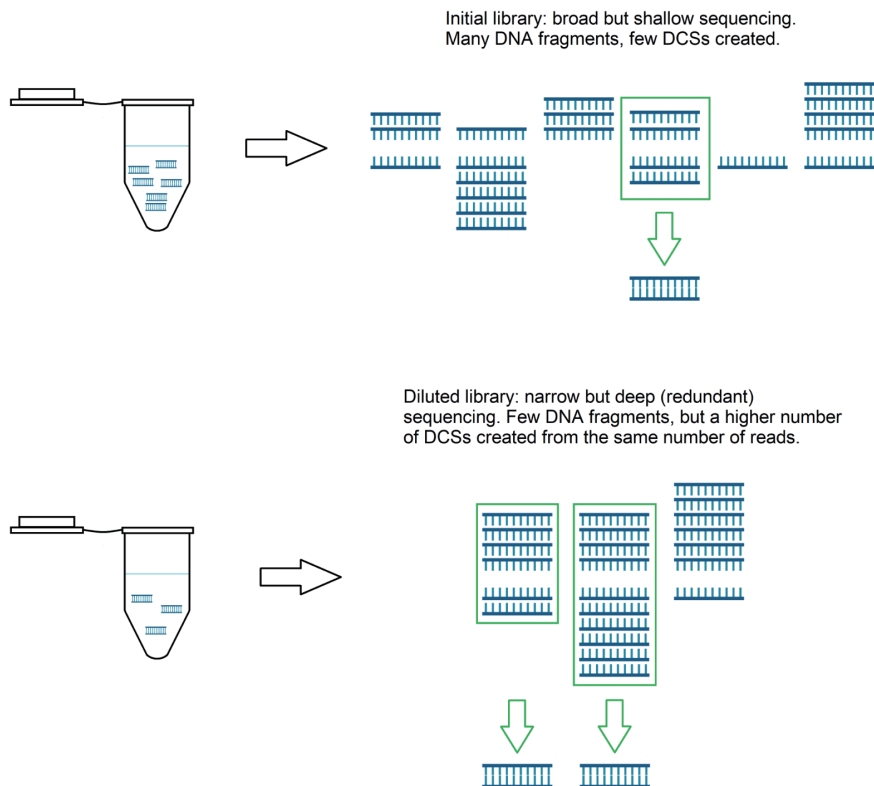 Initial library: broad but shallow sequencing.
Many DNA fragments, few DCSs created.
Diluted library: narrow but deep (redundant)
sequencing. Few DNA fragments, but a higher number
of DCSs created from the same number of reads.